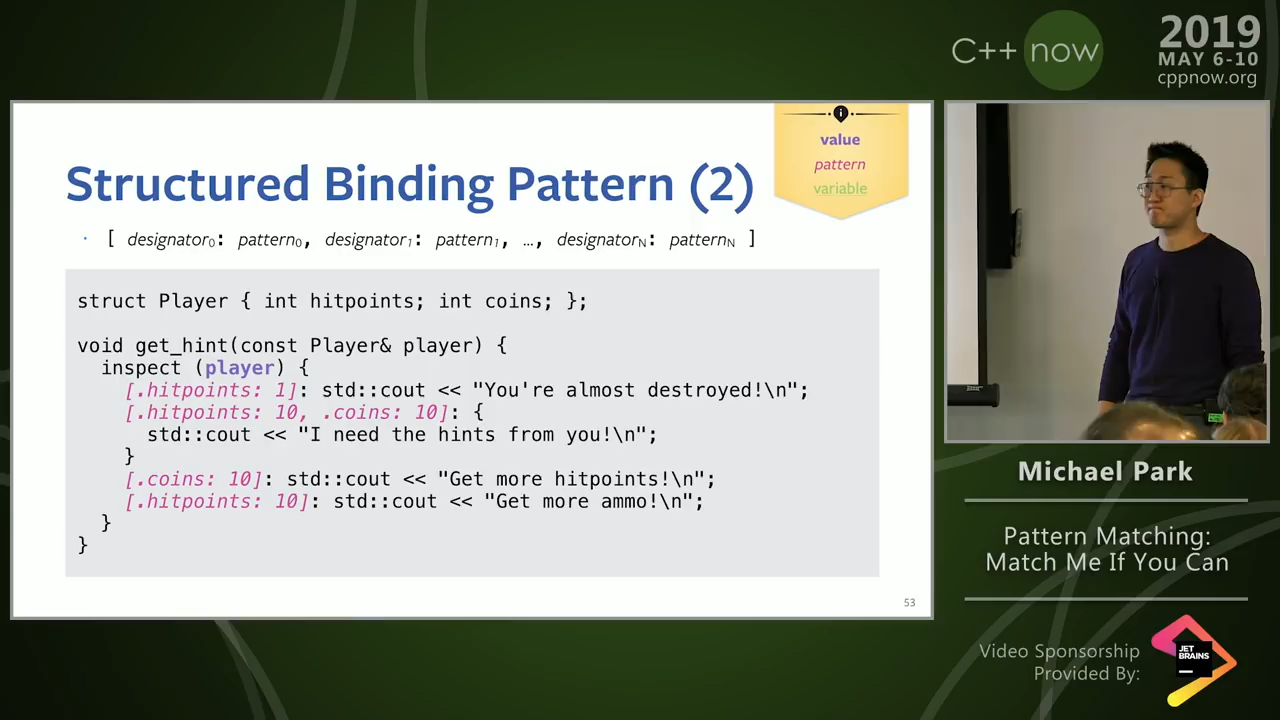 C++ now
2019
MAY 6-10
cppnow.org
value
pattern
variable
Structured Binding Pattern (2)
· [ designator₀: pattern₀, designator₁: pattern₁, …, designatorN: patternN ]
struct Player { int hitpoints; int coins; };
void get_hint(const Player& player) {
  inspect (player) {
    [.hitpoints: 1]: std::cout << "You're almost destroyed!\n";
    [.hitpoints: 10, .coins: 10]: {
      std::cout << "I need the hints from you!\n";
    }
    [.coins: 10]: std::cout << "Get more hitpoints!\n";
    [.hitpoints: 10]: std::cout << "Get more ammo!\n";
  }
}
53
Michael Park
Pattern Matching:
Match Me If You Can
Video Sponsorship
Provided By:
JET
BRAINS